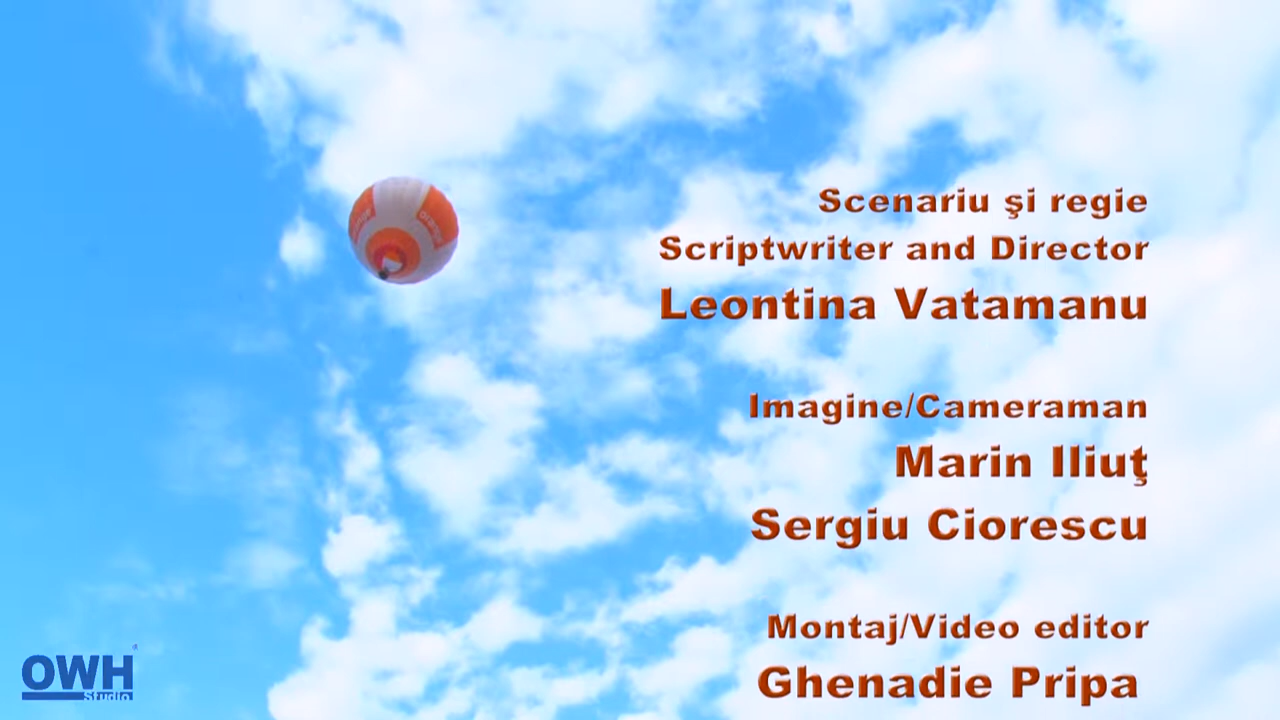 Scenariu şi regie
Scriptwriter and Director
Leontina Vatamanu
Imagine/Cameraman
Marin Iliuţ
Sergiu Ciorescu
Montaj/Video editor
Ghenadie Pripa
OWH
Studio